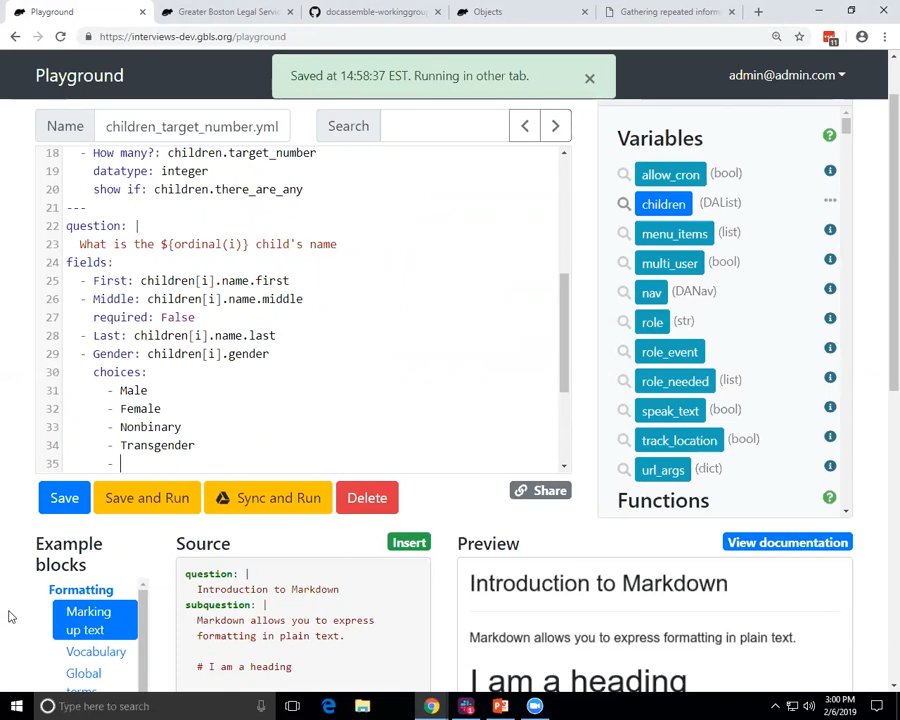 Playground
Greater Boston Legal Servic
docassemble-workinggroup
Objects
Gathering repeated inform
https://interviews-dev.gbls.org/playground
11
Playground
Saved at 14:58:37 EST. Running in other tab.
admin@admin.com
Name
children_target_number.yml
Search
18 - How many?: children.target_number
19 datatype: integer
20 show if: children.there_are_any
21 ---
22 question: |
23 What is the ${ordinal(i)} child's name
24 fields:
25 - First: children[i].name.first
26 - Middle: children[i].name.middle
27 required: False
28 - Last: children[i].name.last
29 - Gender: children[i].gender
30 choices:
31 - Male
32 - Female
33 - Nonbinary
34 - Transgender
35 -
Save
Save and Run
Sync and Run
Delete
Share
Variables
allow_cron (bool)
children (DAList)
menu_items (list)
multi_user (bool)
nav (DANav)
role (str)
role_event
role_needed (list)
speak_text (bool)
track_location (bool)
url_args (dict)
Functions
Example
blocks
Formatting
Marking
up text
Vocabulary
Global
terms
Source
Insert
question: |
Introduction to Markdown
subquestion: |
Markdown allows you to express
formatting in plain text.
# I am a heading
Preview
View documentation
Introduction to Markdown
Markdown allows you to express formatting in plain text.
I am a heading
Type here to search
3:00 PM
2/6/2019